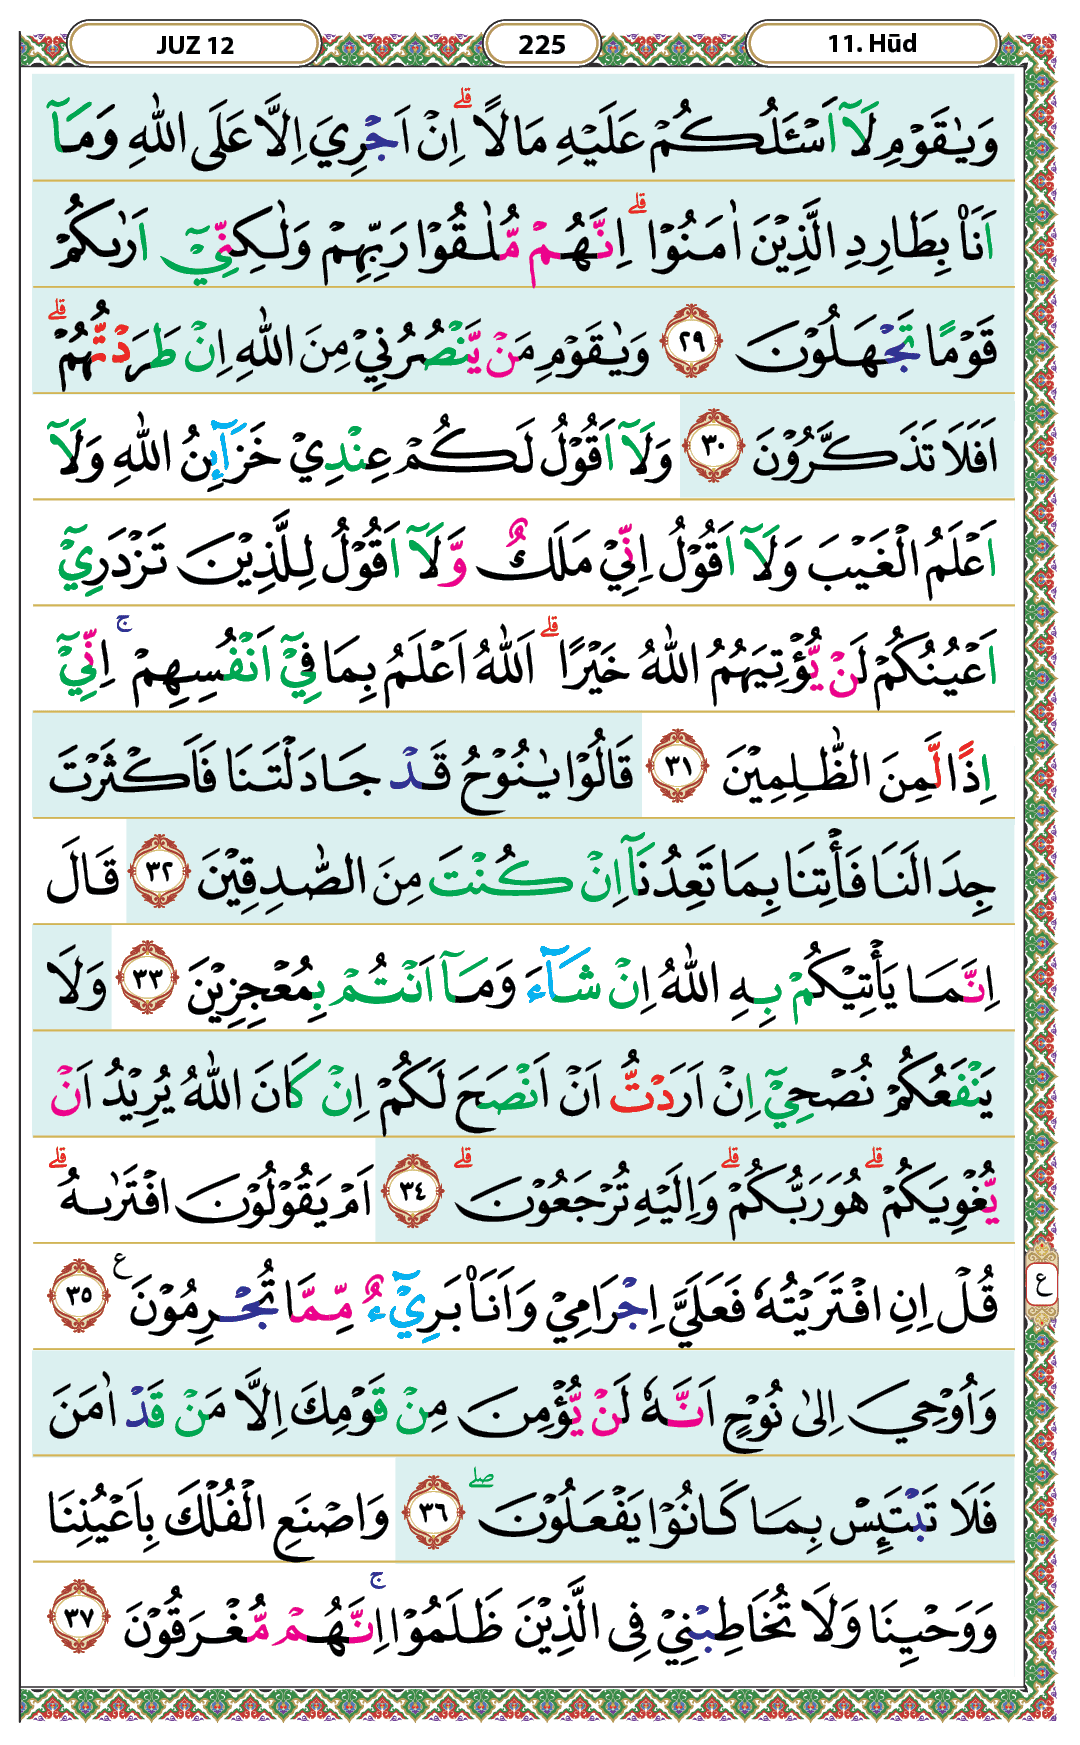 JUZ 12
225
11. Hūd
وَيٰقَوْمِ لَآ اَسْـَٔلُكُمْ عَلَيْهِ مَالًا ۗ اِنْ اَجْرِيَ اِلَّا عَلَى اللّٰهِ وَمَآ
اَنَا۠ بِطَارِدِ الَّذِيْنَ اٰمَنُوْا ۗ اِنَّهُمْ مُّلٰقُوْا رَبِّهِمْ وَلٰكِنِّيْٓ اَرٰىكُمْ
قَوْمًا تَجْهَلُوْنَ ٢٩ وَيٰقَوْمِ مَنْ يَّنْصُرُنِيْ مِنَ اللّٰهِ اِنْ طَرَدْتُّهُمْ ۗ
اَفَلَا تَذَكَّرُوْنَ ٣٠ وَلَآ اَقُوْلُ لَكُمْ عِنْدِيْ خَزَآىِٕنُ اللّٰهِ وَلَآ
اَعْلَمُ الْغَيْبَ وَلَآ اَقُوْلُ اِنِّيْ مَلَكٌ وَّلَآ اَقُوْلُ لِلَّذِيْنَ تَزْدَرِيْٓ
اَعْيُنُكُمْ لَنْ يُّؤْتِيَهُمُ اللّٰهُ خَيْرًا ۗ اَللّٰهُ اَعْلَمُ بِمَا فِيْٓ اَنْفُسِهِمْ ۚ اِنِّيْٓ
اِذًا لَّمِنَ الظّٰلِمِيْنَ ٣١ قَالُوْا يٰنُوْحُ قَدْ جَادَلْتَنَا فَاَكْثَرْتَ
جِدَالَنَا فَأْتِنَا بِمَا تَعِدُنَآ اِنْ كُنْتَ مِنَ الصّٰدِقِيْنَ ٣٢ قَالَ
اِنَّمَا يَأْتِيْكُمْ بِهِ اللّٰهُ اِنْ شَآءَ وَمَآ اَنْتُمْ بِمُعْجِزِيْنَ ٣٣ وَلَا
يَنْفَعُكُمْ نُصْحِيْٓ اِنْ اَرَدْتُّ اَنْ اَنْصَحَ لَكُمْ اِنْ كَانَ اللّٰهُ يُرِيْدُ اَنْ
يُّغْوِيَكُمْ ۗ هُوَ رَبُّكُمْ ۗ وَاِلَيْهِ تُرْجَعُوْنَ ۗ ٣٤ اَمْ يَقُوْلُوْنَ افْتَرٰىهُ ۗ
قُلْ اِنِ افْتَرَيْتُهٗ فَعَلَيَّ اِجْرَامِيْ وَاَنَا۠ بَرِيْۤءٌ مِّمَّا تُجْرِمُوْنَ ࣖ ٣٥
ع
وَاُوْحِيَ اِلٰى نُوْحٍ اَنَّهٗ لَنْ يُّؤْمِنَ مِنْ قَوْمِكَ اِلَّا مَنْ قَدْ اٰمَنَ
فَلَا تَبْتَىِٕسْ بِمَا كَانُوْا يَفْعَلُوْنَ ۖ ٣٦ وَاصْنَعِ الْفُلْكَ بِاَعْيُنِنَا
وَوَحْيِنَا وَلَا تُخَاطِبْنِيْ فِى الَّذِيْنَ ظَلَمُوْا ۚ اِنَّهُمْ مُّغْرَقُوْنَ ٣٧